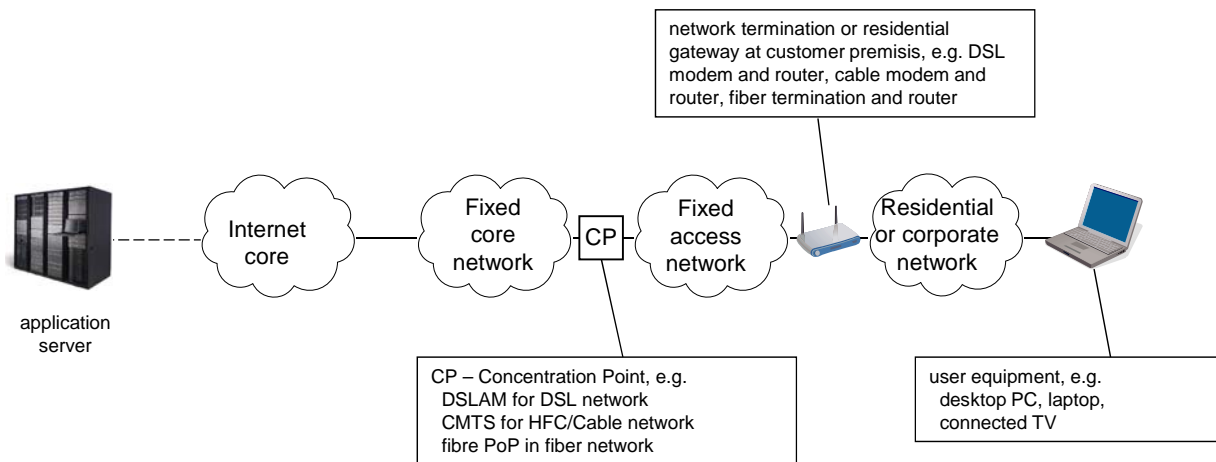 network termination or residential
gateway at customer premisis, e.g. DSL
modem and router, cable modem and
router, fiber termination and router
application
server
Internet
core
Fixed
core
network
CP
Fixed
access
network
Residential
or corporate
network
CP – Concentration Point, e.g.
DSLAM for DSL network
CMTS for HFC/Cable network
fibre PoP in fiber network
user equipment, e.g.
desktop PC, laptop,
connected TV